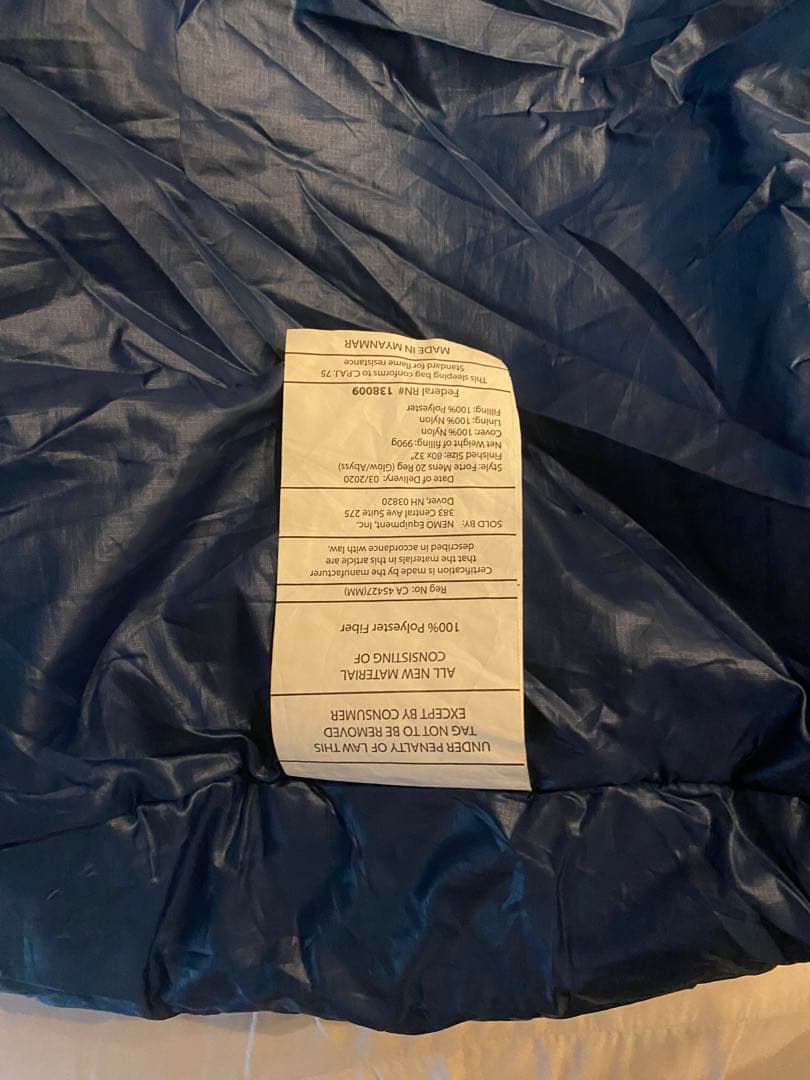 UNDER PENALTY OF LAW THIS
TAG NOT TO BE REMOVED
EXCEPT BY CONSUMER
ALL NEW MATERIAL
CONSISTING OF
100% Polyester Fiber
Reg No: CA 45427(MM)
Certification is made by the manufacturer
that the materials in this article are
described in accordance with law.
SOLD BY: NEMO Equipment, Inc.
383 Central Ave Suite 275
Dover, NH 03820
Date of Delivery: 03/2020
Style: Forte Mens 20 Reg (Glow/Abyss)
Finished Size: 80x 32"
Net Weight of filling: 990g
Cover: 100% Nylon
Lining: 100% Nylon
Filling: 100% Polyester
Federal RN# 138009
This sleeping bag conforms to C.P.A.I. 75
Standard for flame resistance
MADE IN MYANMAR